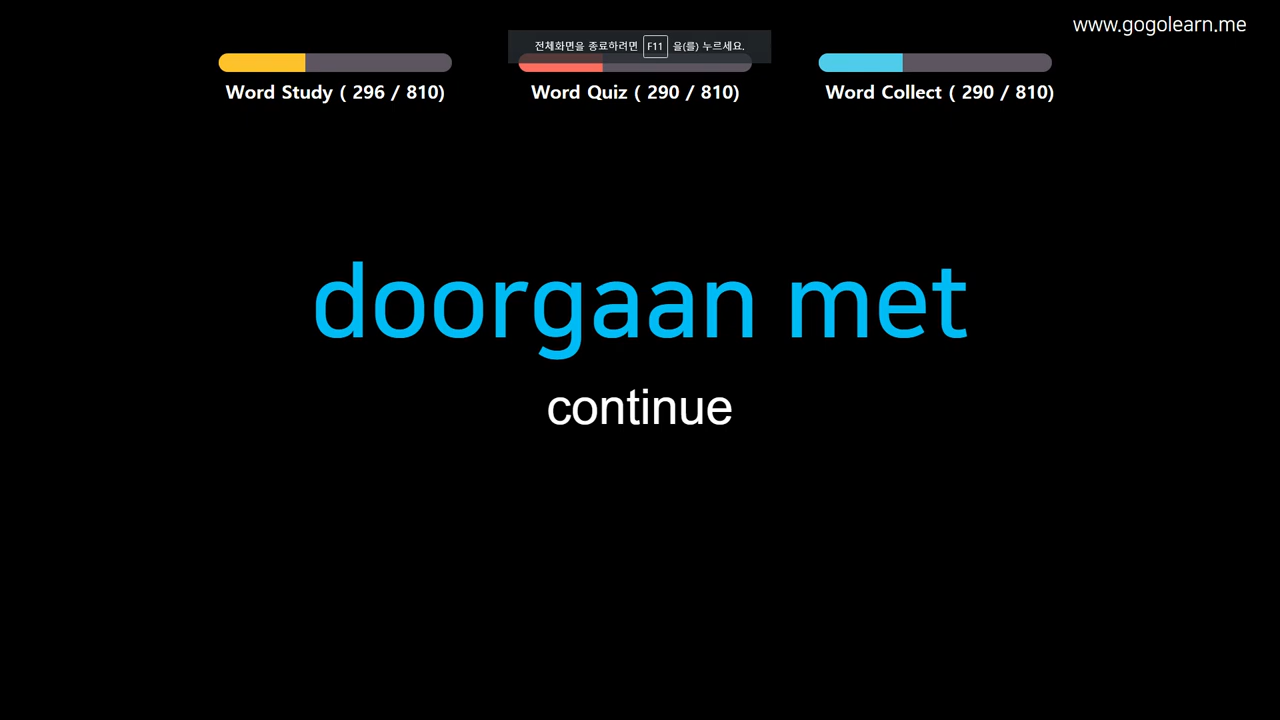 www.gogolearn.me
전체화면을 종료하려면 F11 을(를) 누르세요.
Word Study ( 296 / 810)
Word Quiz ( 290 / 810)
Word Collect ( 290 / 810)
doorgaan met
continue